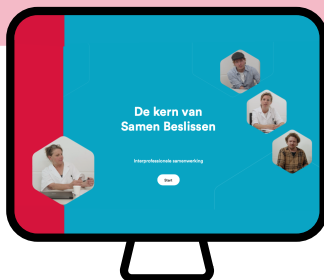 De kern van
Samen Beslissen
Interprofessionele samenwerking
Start